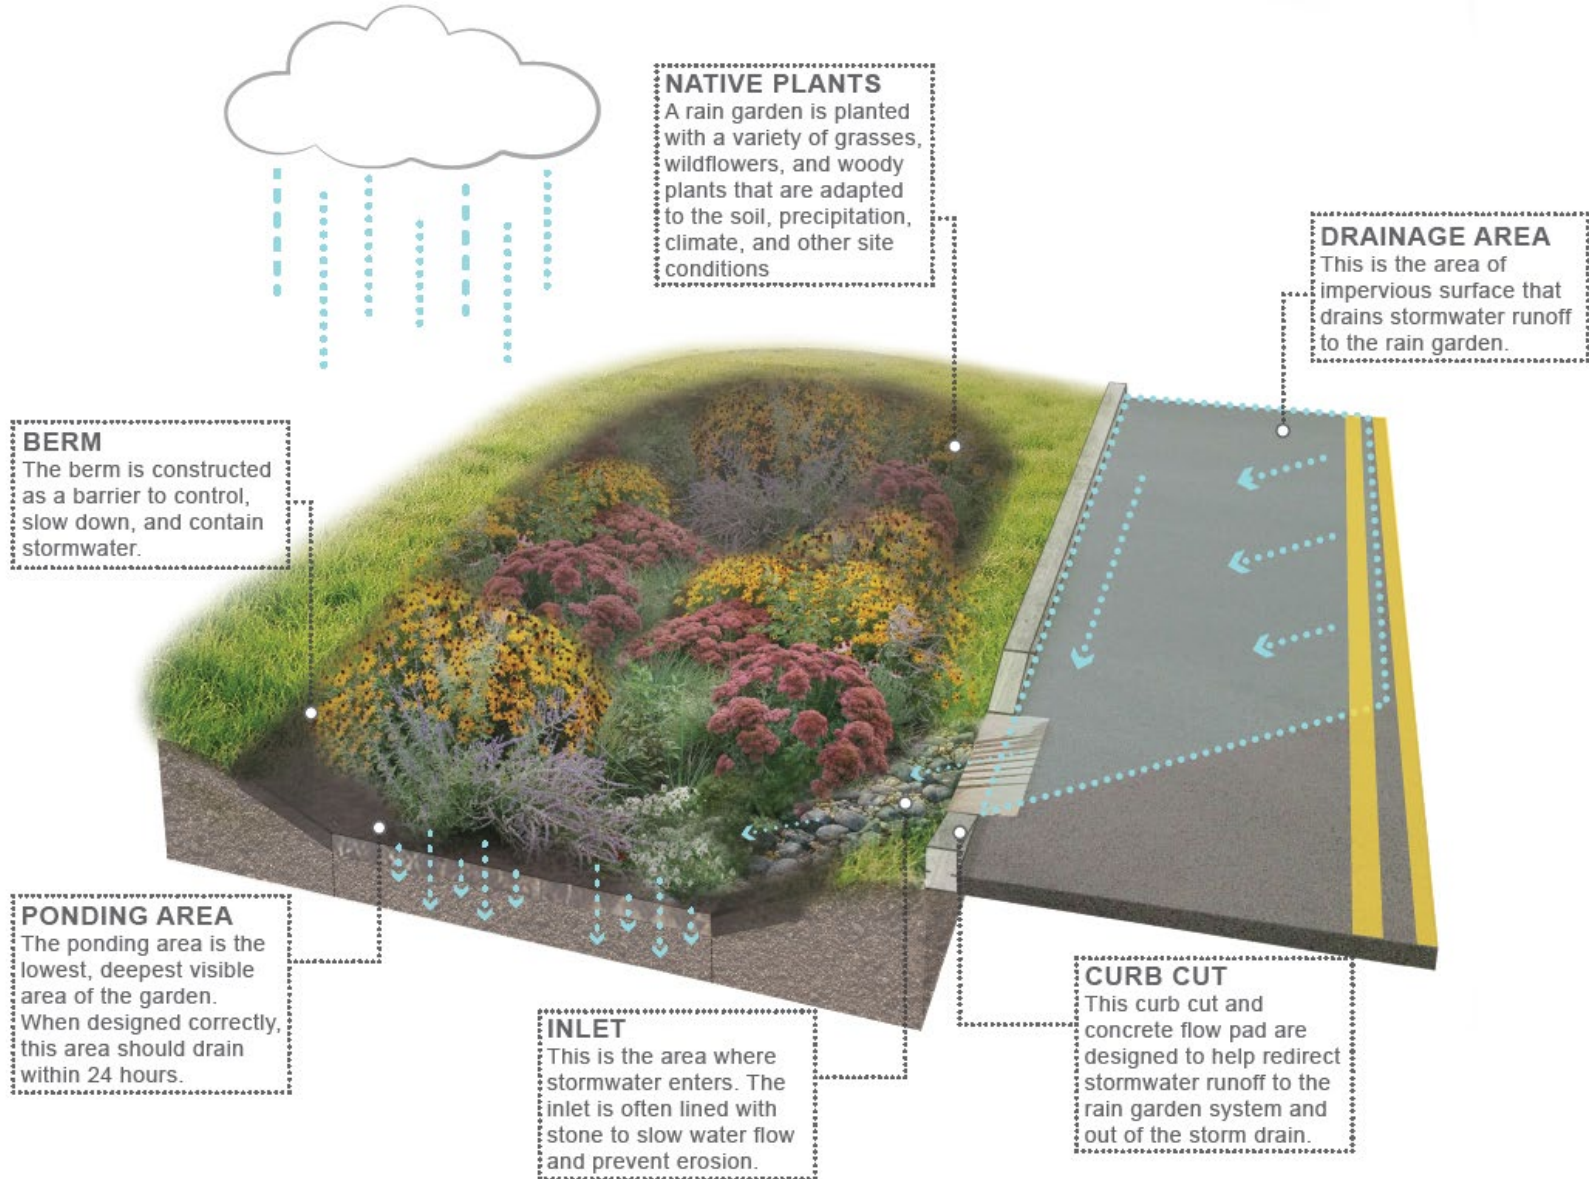 NATIVE PLANTS
A rain garden is planted
with a variety of grasses,
wildflowers, and woody
plants that are adapted
to the soil, precipitation,
climate, and other site
conditions
DRAINAGE AREA
This is the area of
impervious surface that
drains stormwater runoff
to the rain garden.
BERM
The berm is constructed
as a barrier to control,
slow down, and contain
stormwater.
PONDING AREA
The ponding area is the
lowest, deepest visible
area of the garden.
When designed correctly,
this area should drain
within 24 hours.
INLET
This is the area where
stormwater enters. The
inlet is often lined with
stone to slow water flow
and prevent erosion.
CURB CUT
This curb cut and
concrete flow pad are
designed to help redirect
stormwater runoff to the
rain garden system and
out of the storm drain.